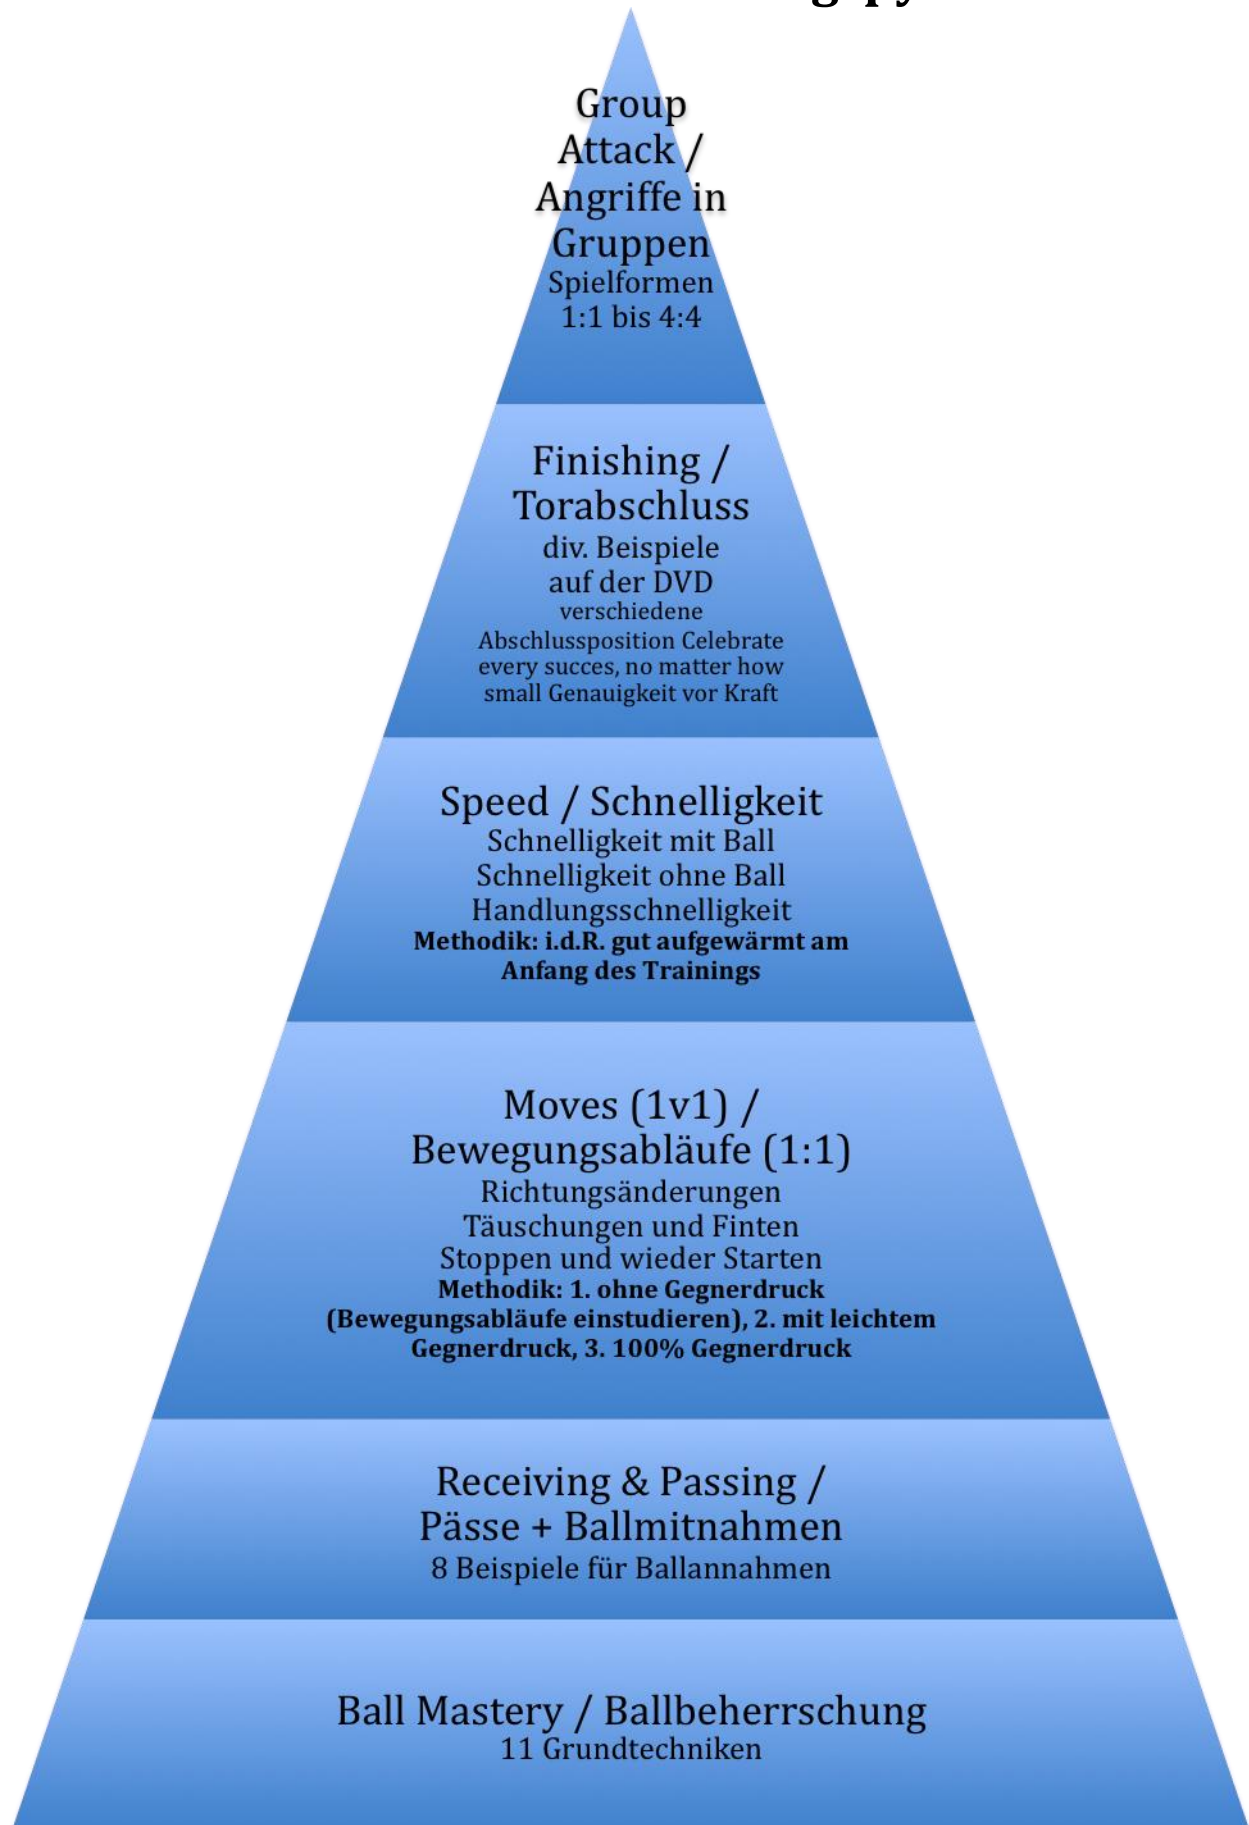 Group
Attack /
Angriffe in
Gruppen
Spielformen
1:1 bis 4:4
Finishing /
Torabschluss
div. Beispiele
auf der DVD
verschiedene
Abschlussposition Celebrate
every succes, no matter how
small Genauigkeit vor Kraft
Speed / Schnelligkeit
Schnelligkeit mit Ball
Schnelligkeit ohne Ball
Handlungsschnelligkeit
Methodik: i.d.R. gut aufgewärmt am
Anfang des Trainings
Moves (1v1) /
Bewegungsabläufe (1:1)
Richtungsänderungen
Täuschungen und Finten
Stoppen und wieder Starten
Methodik: 1. ohne Gegnerdruck
(Bewegungsabläufe einstudieren), 2. mit leichtem
Gegnerdruck, 3. 100% Gegnerdruck
Receiving & Passing /
Pässe + Ballmitnahmen
8 Beispiele für Ballannahmen
Ball Mastery / Ballbeherrschung
11 Grundtechniken